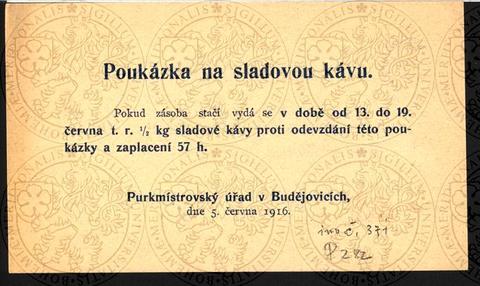 Poukázka na sladovou kávu.
Pokud zásoba stačí vydá se v době od 13. do 19.
června t. r. ½ kg sladové kávy proti odevzdání této pou-
kázky a zaplacení 57 h.
Purkmistrovský úřad v Budějovicích,
dne 5. června 1916.
inv č. 371
P 282